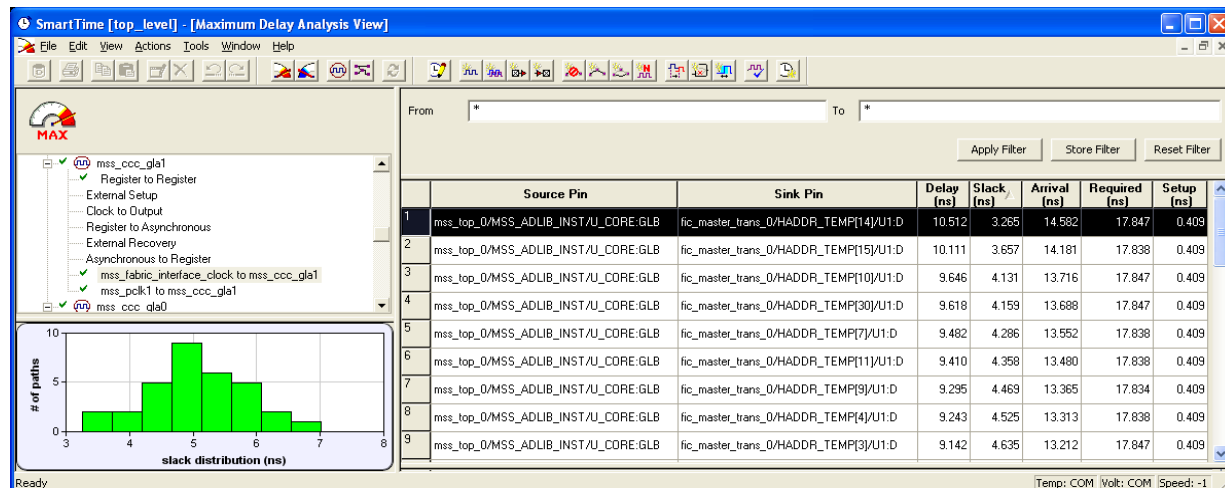 SmartTime [top_level] - [Maximum Delay Analysis View]
File Edit View Actions Tools Window Help
MAX
mss_ccc_gla1
Register to Register
External Setup
Clock to Output
Register to Asynchronous
External Recovery
Asynchronous to Register
mss_fabric_interface_clock to mss_ccc_gla1
mss_pclk1 to mss_ccc_gla1
mss_ccc_gla0
10
5
0
# of paths
3 4 5 6 7 8
slack distribution (ns)
From * To *
Apply Filter Store Filter Reset Filter
Source Pin Sink Pin Delay (ns) Slack (ns) Arrival (ns) Required (ns) Setup (ns)
1 mss_top_0/MSS_ADLIB_INST/U_CORE:GLB fic_master_trans_0/HADDR_TEMP[14]/U1:D 10.512 3.265 14.582 17.847 0.409
2 mss_top_0/MSS_ADLIB_INST/U_CORE:GLB fic_master_trans_0/HADDR_TEMP[15]/U1:D 10.111 3.657 14.181 17.838 0.409
3 mss_top_0/MSS_ADLIB_INST/U_CORE:GLB fic_master_trans_0/HADDR_TEMP[10]/U1:D 9.646 4.131 13.716 17.847 0.409
4 mss_top_0/MSS_ADLIB_INST/U_CORE:GLB fic_master_trans_0/HADDR_TEMP[30]/U1:D 9.618 4.159 13.688 17.847 0.409
5 mss_top_0/MSS_ADLIB_INST/U_CORE:GLB fic_master_trans_0/HADDR_TEMP[7]/U1:D 9.482 4.286 13.552 17.838 0.409
6 mss_top_0/MSS_ADLIB_INST/U_CORE:GLB fic_master_trans_0/HADDR_TEMP[11]/U1:D 9.410 4.358 13.480 17.838 0.409
7 mss_top_0/MSS_ADLIB_INST/U_CORE:GLB fic_master_trans_0/HADDR_TEMP[9]/U1:D 9.295 4.469 13.365 17.834 0.409
8 mss_top_0/MSS_ADLIB_INST/U_CORE:GLB fic_master_trans_0/HADDR_TEMP[4]/U1:D 9.243 4.525 13.313 17.838 0.409
9 mss_top_0/MSS_ADLIB_INST/U_CORE:GLB fic_master_trans_0/HADDR_TEMP[3]/U1:D 9.142 4.635 13.212 17.847 0.409
Ready Temp: COM Volt: COM Speed: -1